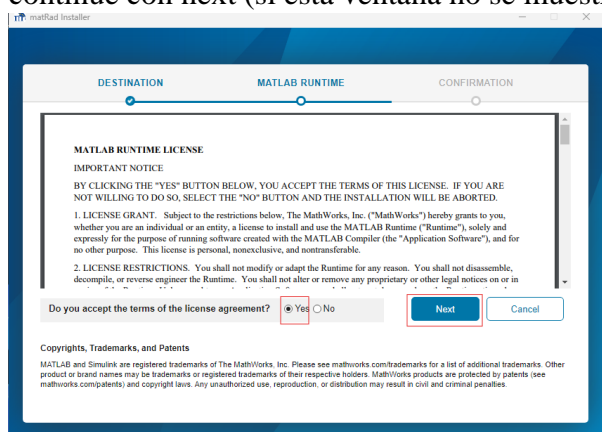 continue con next (si esta ventana no se muestr
matRad Installer
DESTINATION MATLAB RUNTIME CONFIRMATION
MATLAB RUNTIME LICENSE
IMPORTANT NOTICE
BY CLICKING THE "YES" BUTTON BELOW, YOU ACCEPT THE TERMS OF THIS LICENSE. IF YOU ARE
NOT WILLING TO DO SO, SELECT THE "NO" BUTTON AND THE INSTALLATION WILL BE ABORTED.
1. LICENSE GRANT. Subject to the restrictions below, The MathWorks, Inc. ("MathWorks") hereby grants to you,
whether you are an individual or an entity, a license to install and use the MATLAB Runtime ("Runtime"), solely and
expressly for the purpose of running software created with the MATLAB Compiler (the "Application Software"), and for
no other purpose. This license is personal, nonexclusive, and nontransferable.
2. LICENSE RESTRICTIONS. You shall not modify or adapt the Runtime for any reason. You shall not disassemble,
decompile, or reverse engineer the Runtime. You shall not alter or remove any proprietary or other legal notices on or in
Do you accept the terms of the license agreement? Yes No Next Cancel
Copyrights, Trademarks, and Patents
MATLAB and Simulink are registered trademarks of The MathWorks, Inc. Please see mathworks.com/trademarks for a list of additional trademarks. Other
product or brand names may be trademarks or registered trademarks of their respective holders. MathWorks products are protected by patents (see
mathworks.com/patents) and copyright laws. Any unauthorized use, reproduction, or distribution may result in civil and criminal penalties.